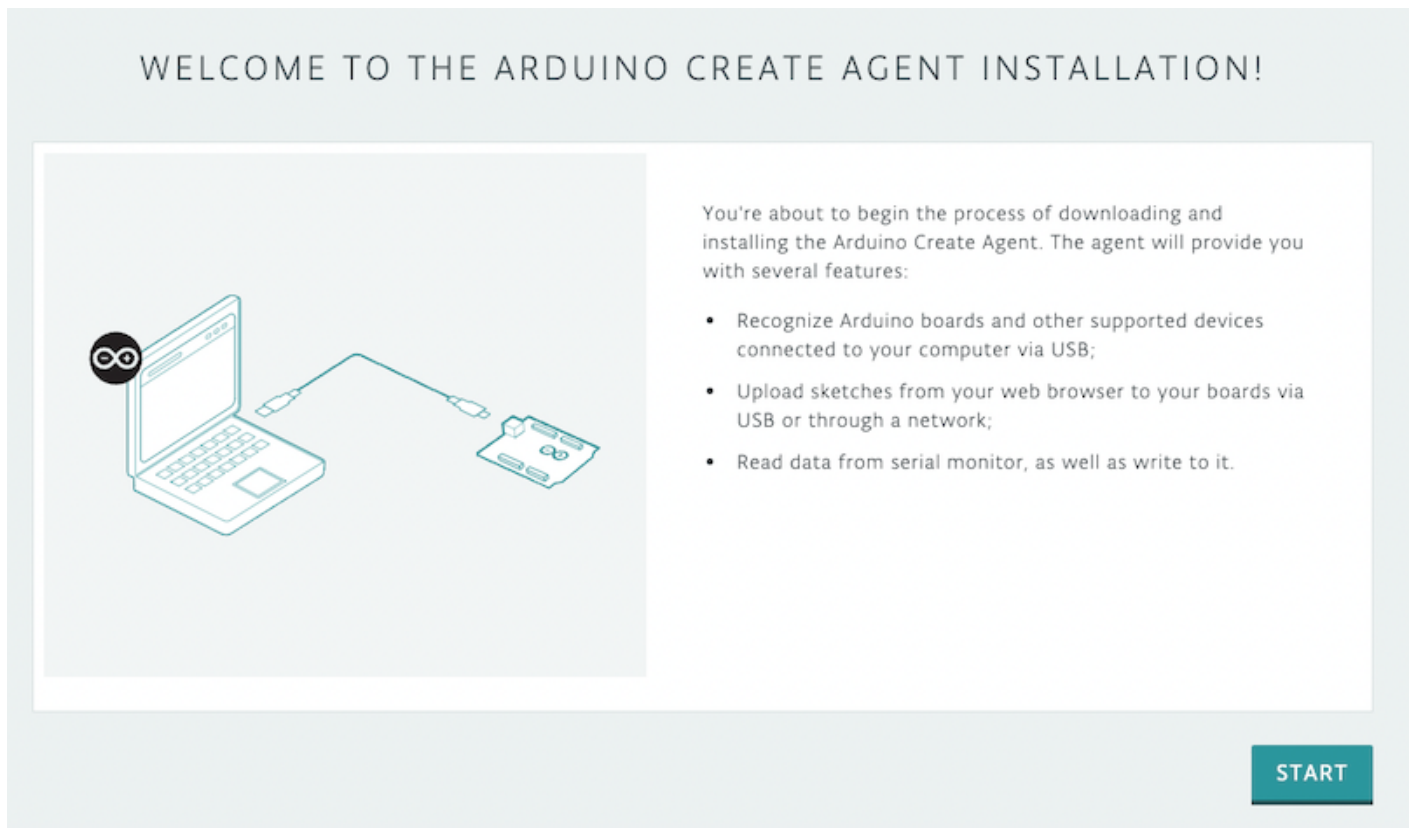 WELCOME TO THE ARDUINO CREATE AGENT INSTALLATION!
You're about to begin the process of downloading and
installing the Arduino Create Agent. The agent will provide you
with several features:
• Recognize Arduino boards and other supported devices
connected to your computer via USB;
• Upload sketches from your web browser to your boards via
USB or through a network;
• Read data from serial monitor, as well as write to it.
START